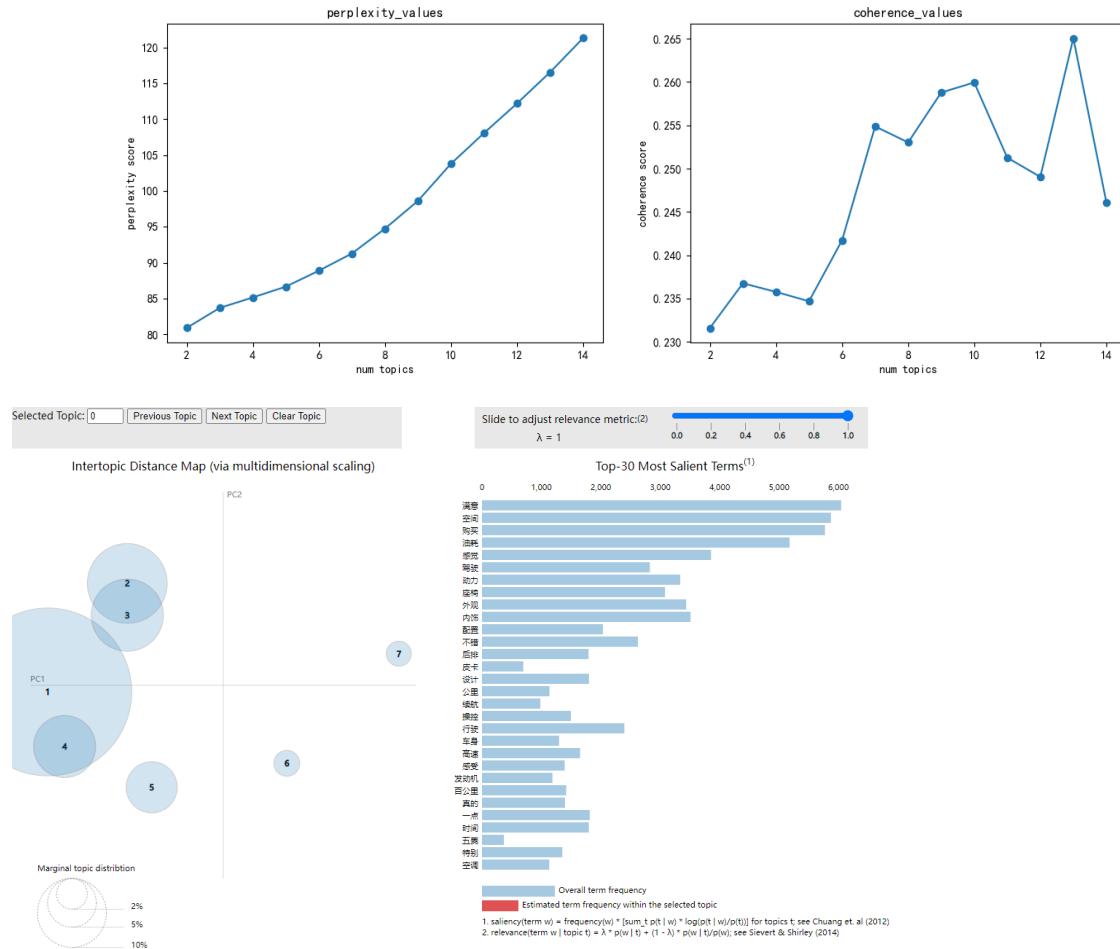 perplexity_values
120
115
110
105
100
95
90
85
80
perplexity score
2 4 6 8 10 12 14
num topics
coherence_values
0.265
0.260
0.255
0.250
0.245
0.240
0.235
0.230
coherence score
2 4 6 8 10 12 14
num topics
Selected Topic: 0 Previous Topic Next Topic Clear Topic
Slide to adjust relevance metric:(2)
λ = 1
0.0 0.2 0.4 0.6 0.8 1.0
Intertopic Distance Map (via multidimensional scaling)
PC2
PC1
2
3
7
1
4
6
5
Marginal topic distribtion
2%
5%
10%
Top-30 Most Salient Terms(1)
0 1,000 2,000 3,000 4,000 5,000 6,000
满意
空间
购买
油耗
感觉
驾驶
动力
座椅
外观
内饰
配置
不错
后排
皮卡
设计
公里
续航
操控
行驶
车身
高速
感受
发动机
百公里
真的
一点
时间
五菱
特别
空调
Overall term frequency
Estimated term frequency within the selected topic
1. saliency(term w) = frequency(w) * [sum_t p(t | w) * log(p(t | w)/p(t))] for topics t; see Chuang et. al (2012)
2. relevance(term w | topic t) = λ * p(w | t) + (1 - λ) * p(w | t)/p(w); see Sievert & Shirley (2014)